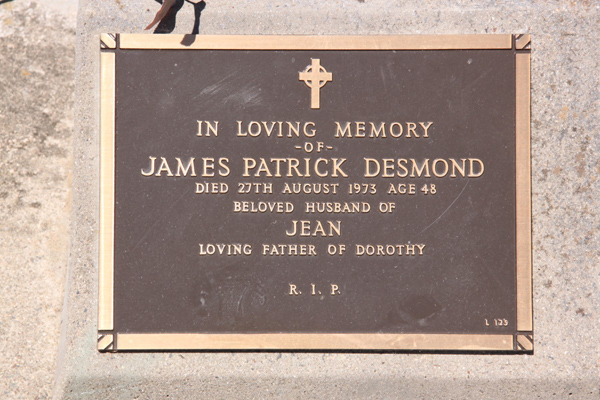 IN LOVING MEMORY
-OF-
JAMES PATRICK DESMOND
DIED 27TH AUGUST 1973 AGE 48
BELOVED HUSBAND OF
JEAN
LOVING FATHER OF DOROTHY
R. I. P.
L 123